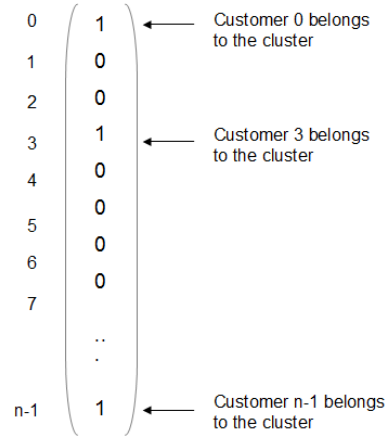 0 1 Customer 0 belongs
to the cluster
1 0
2 0
3 1 Customer 3 belongs
to the cluster
4 0
5 0
6 0
7 0
..
.
n-1 1 Customer n-1 belongs
to the cluster